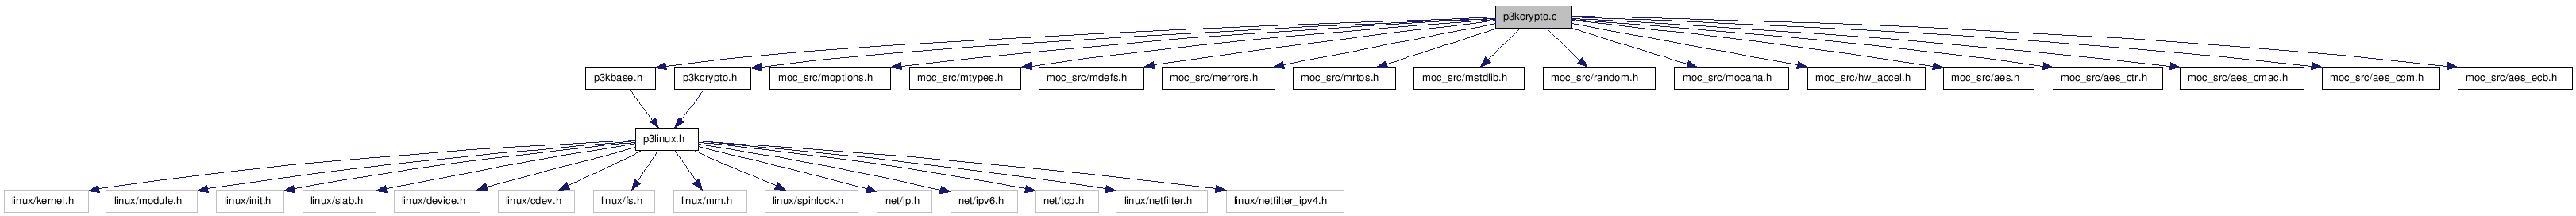 p3kcrypto.c
p3kbase.h
p3kcrypto.h
moc_src/moptions.h
moc_src/mtypes.h
moc_src/mdefs.h
moc_src/merrors.h
moc_src/mrtos.h
moc_src/mstdlib.h
moc_src/random.h
moc_src/mocana.h
moc_src/hw_accel.h
moc_src/aes.h
moc_src/aes_ctr.h
moc_src/aes_cmac.h
moc_src/aes_ccm.h
moc_src/aes_ecb.h
p3linux.h
linux/kernel.h
linux/module.h
linux/init.h
linux/slab.h
linux/device.h
linux/cdev.h
linux/fs.h
linux/mm.h
linux/spinlock.h
net/ip.h
net/ipv6.h
net/tcp.h
linux/netfilter.h
linux/netfilter_ipv4.h